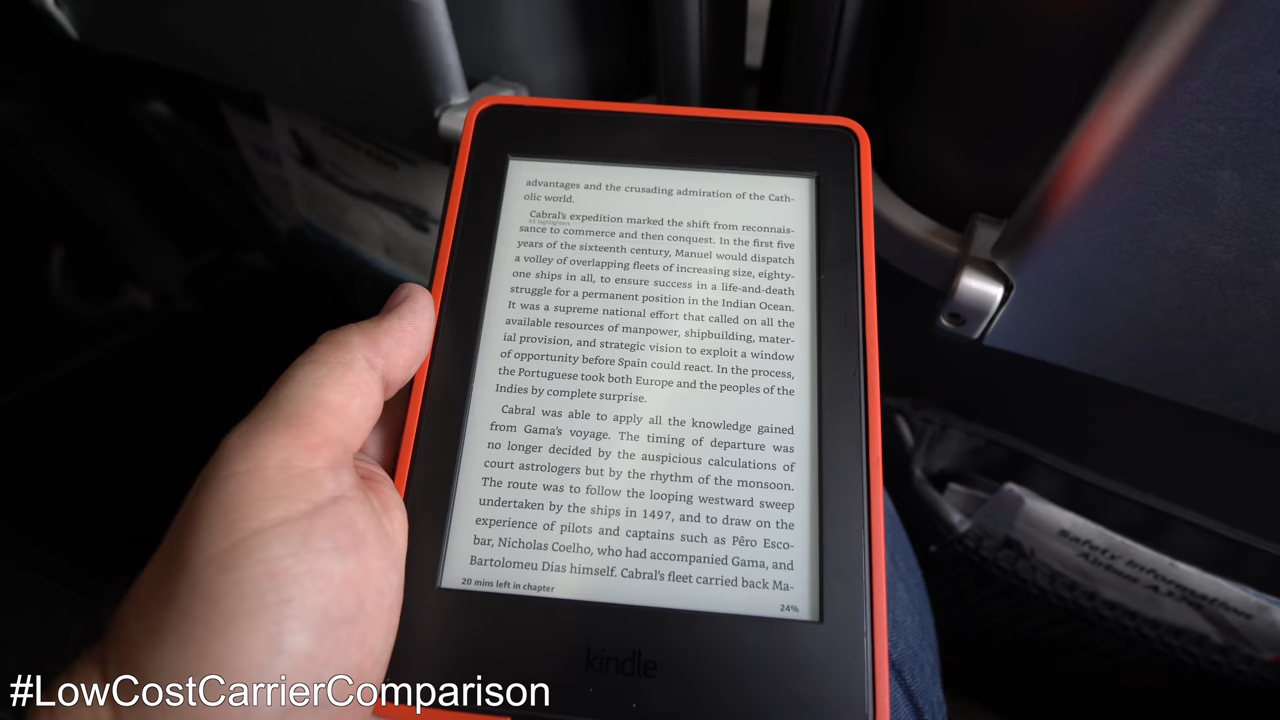 advantages and the crusading admiration of the Cath-
olic world.
Cabral's expedition marked the shift from reconnais-
sance to commerce and then conquest. In the first five
years of the sixteenth century, Manuel would dispatch
a volley of overlapping fleets of increasing size, eighty-
one ships in all, to ensure success in a life-and-death
struggle for a permanent position in the Indian Ocean.
It was a supreme national effort that called on all the
available resources of manpower, shipbuilding, mater-
ial provision, and strategic vision to exploit a window
of opportunity before Spain could react. In the process,
the Portuguese took both Europe and the peoples of the
Indies by complete surprise.
Cabral was able to apply all the knowledge gained
from Gama's voyage. The timing of departure was
no longer decided by the auspicious calculations of
court astrologers but by the rhythm of the monsoon.
The route was to follow the looping westward sweep
undertaken by the ships in 1497, and to draw on the
experience of pilots and captains such as Pêro Esco-
bar, Nicholas Coelho, who had accompanied Gama, and
Bartolomeu Dias himself. Cabral's fleet carried back Ma-
20 mins left in chapter
24%
kindle
Safety Information
Airbus
#LowCostCarrierComparison